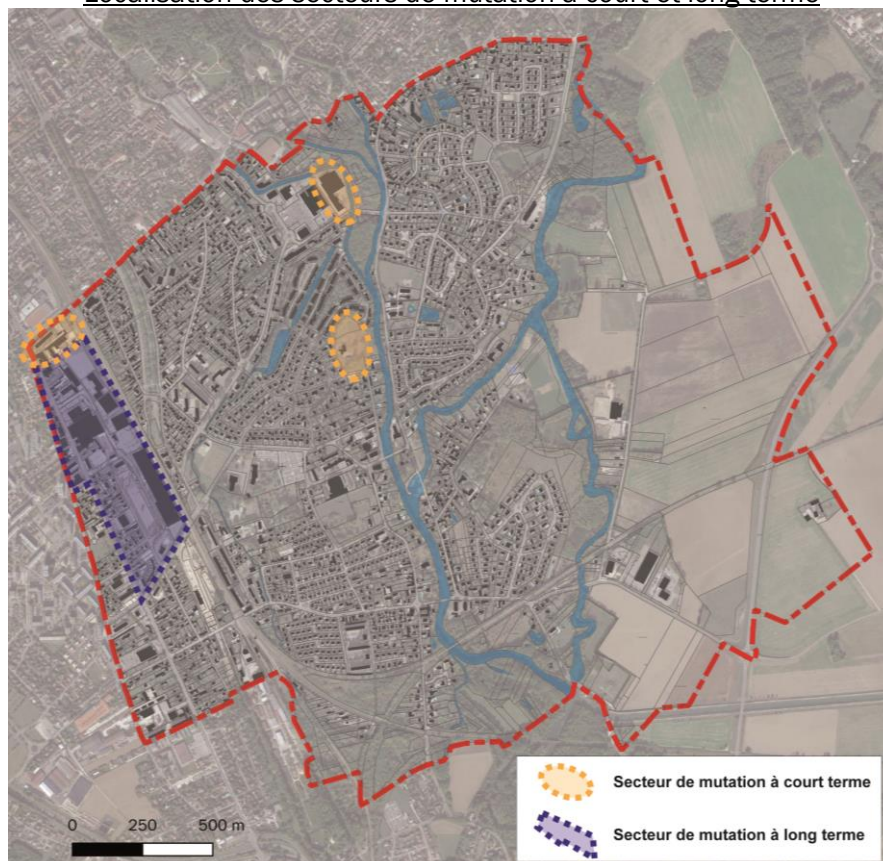 Localisation des secteurs de mutation à court et long terme
Secteur de mutation à court terme
Secteur de mutation à long terme
0 250 500 m